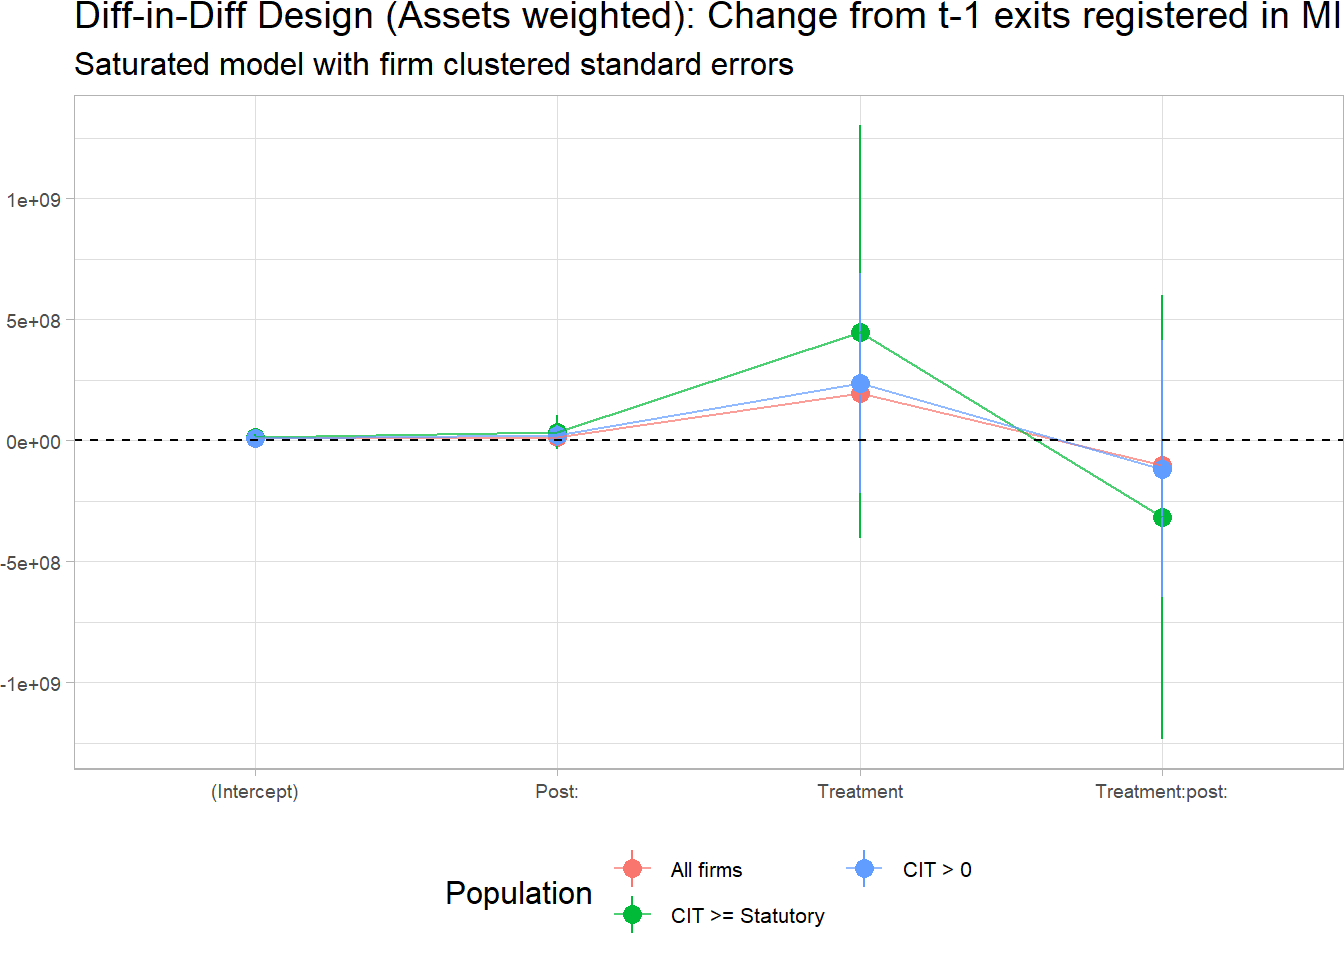 Diff-in-Diff Design (Assets weighted): Change from t-1 exits registered in MI
Saturated model with firm clustered standard errors
1e+09
5e+08
0e+00
-5e+08
-1e+09
(Intercept)
Post:
Treatment
Treatment:post:
Population
All firms
CIT > 0
CIT >= Statutory